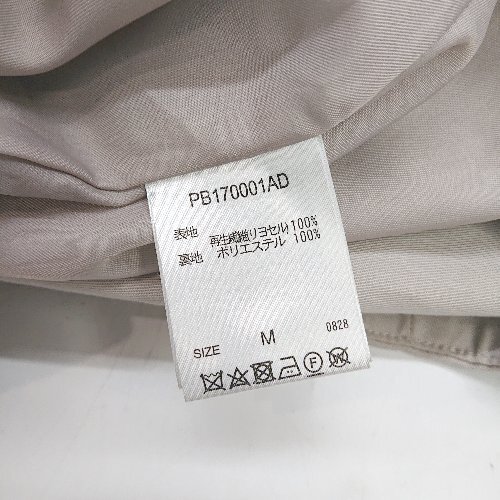 PB170001AD
表地 再生繊維(リヨセル)100%
裏地 ポリエステル 100%
SIZE M 0828